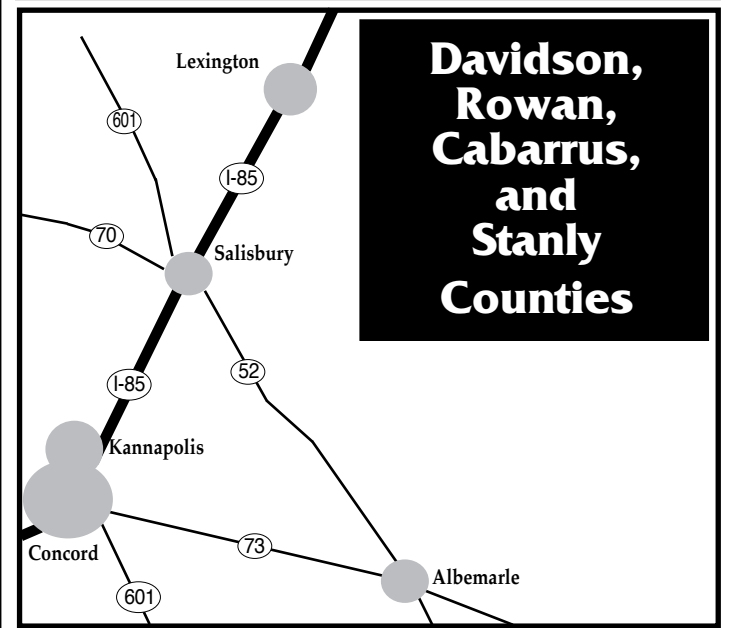 Davidson,
Rowan,
Cabarrus,
and
Stanly
Counties
Lexington
601
I-85
70
Salisbury
I-85
52
Kannapolis
Concord
73
Albemarle
601